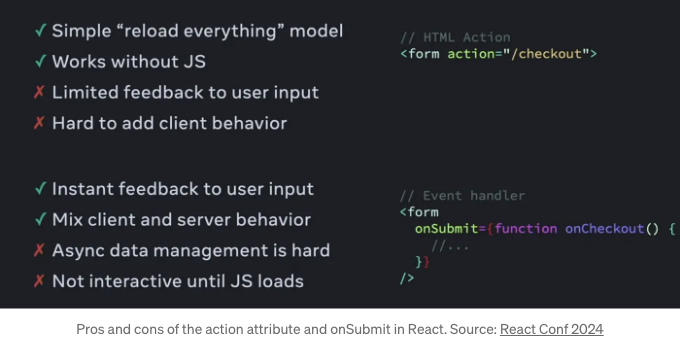 ✓ Simple “reload everything” model
✓ Works without JS
✗ Limited feedback to user input
✗ Hard to add client behavior
// HTML Action
<form action="/checkout">
✓ Instant feedback to user input
✓ Mix client and server behavior
✗ Async data management is hard
✗ Not interactive until JS loads
// Event handler
<form
onSubmit={function onCheckout() {
//...
}}
/>
Pros and cons of the action attribute and onSubmit in React. Source: React Conf 2024